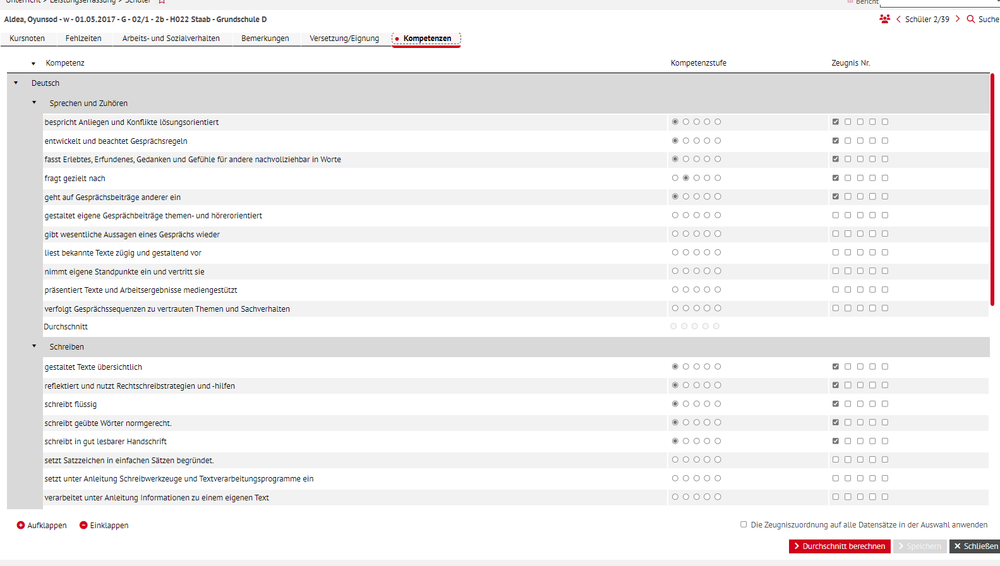 Unterricht > Leistungserfassung > Schüler
Bericht
Aldea, Oyunsod - w - 01.05.2017 - G - 02/1 - 2b - H022 Staab - Grundschule D
Schüler 2/39
Suche
Kursnoten
Fehlzeiten
Arbeits- und Sozialverhalten
Bemerkungen
Versetzung/Eignung
Kompetenzen
Kompetenz
Kompetenzstufe
Zeugnis Nr.
Deutsch
Sprechen und Zuhören
bespricht Anliegen und Konflikte lösungsorientiert
entwickelt und beachtet Gesprächsregeln
fasst Erlebtes, Erfundenes, Gedanken und Gefühle für andere nachvollziehbar in Worte
fragt gezielt nach
geht auf Gesprächsbeiträge anderer ein
gestaltet eigene Gesprächbeiträge themen- und hörerorientiert
gibt wesentliche Aussagen eines Gesprächs wieder
liest bekannte Texte zügig und gestaltend vor
nimmt eigene Standpunkte ein und vertritt sie
präsentiert Texte und Arbeitsergebnisse mediengestützt
verfolgt Gesprächssequenzen zu vertrauten Themen und Sachverhalten
Durchschnitt
Schreiben
gestaltet Texte übersichtlich
reflektiert und nutzt Rechtschreibstrategien und -hilfen
schreibt flüssig
schreibt geübte Wörter normgerecht.
schreibt in gut lesbarer Handschrift
setzt Satzzeichen in einfachen Sätzen begründet.
setzt unter Anleitung Schreibwerkzeuge und Textverarbeitungsprogramme ein
verarbeitet unter Anleitung Informationen zu einem eigenen Text
Aufklappen
Einklappen
Die Zeugniszuordnung auf alle Datensätze in der Auswahl anwenden
Durchschnitt berechnen
Speichern
Schließen